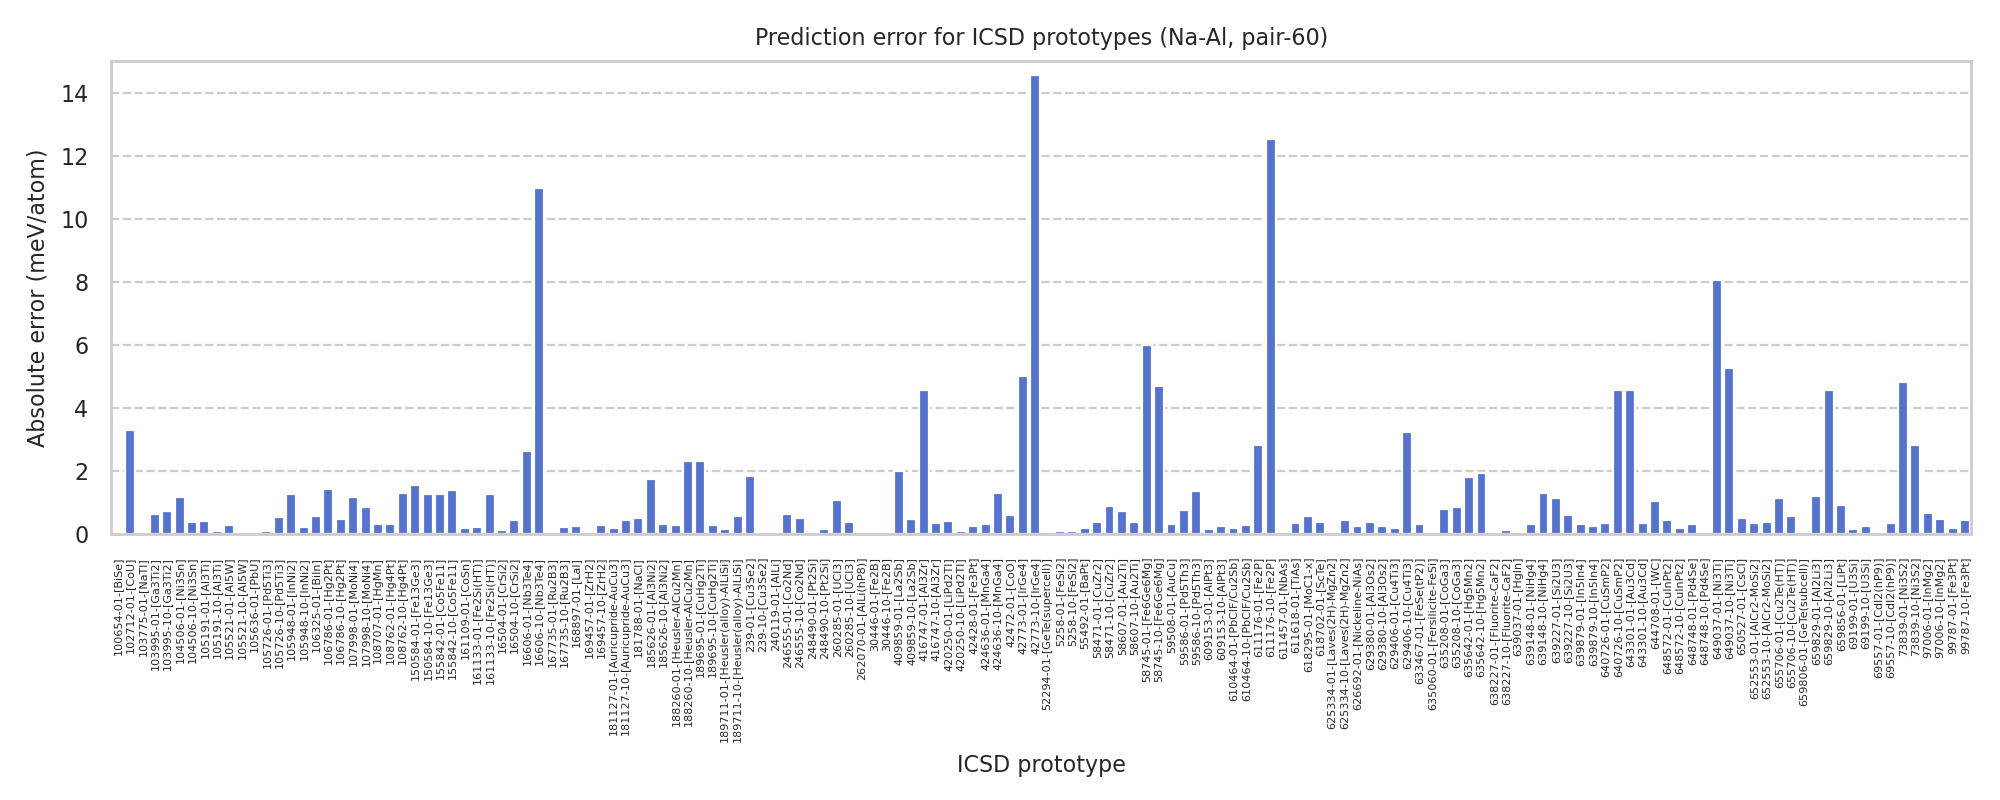 Prediction error for ICSD prototypes (Na-Al, pair-60)
Absolute error (meV/atom)
14
12
10
8
6
4
2
0
100654-01-[BiSe]
102712-01-[CoU]
103775-01-[NaTl]
103995-01-[Ga3Ti2]
103995-10-[Ga3Ti2]
104506-01-[Ni3Sn]
104506-10-[Ni3Sn]
105191-01-[Al3Ti]
105191-10-[Al3Ti]
105521-01-[Al5W]
105521-10-[Al5W]
105636-01-[PbU]
105726-01-[Pd5Ti3]
105726-10-[Pd5Ti3]
105948-01-[InNi2]
105948-10-[InNi2]
106325-01-[BiIn]
106786-01-[Hg2Pt]
106786-10-[Hg2Pt]
107998-01-[MoNi4]
107998-10-[MoNi4]
108707-01-[HgMn]
108762-01-[Hg4Pt]
108762-10-[Hg4Pt]
150584-01-[Fe13Ge3]
150584-10-[Fe13Ge3]
155842-01-[Co5Fe11]
155842-10-[Co5Fe11]
161109-01-[CoSn]
161133-01-[Fe2Si(HT)]
161133-10-[Fe2Si(HT)]
16504-01-[CrSi2]
16504-10-[CrSi2]
16606-01-[Nb3Te4]
16606-10-[Nb3Te4]
167735-01-[Ru2B3]
167735-10-[Ru2B3]
168897-01-[LaI]
169457-01-[ZrH2]
169457-10-[ZrH2]
181127-01-[Auricupride-AuCu3]
181127-10-[Auricupride-AuCu3]
181788-01-[NaCl]
185626-01-[Al3Ni2]
185626-10-[Al3Ni2]
188260-01-[Heusler-AlCu2Mn]
188260-10-[Heusler-AlCu2Mn]
189695-01-[CuHg2Ti]
189695-10-[CuHg2Ti]
189711-01-[Heusler(alloy)-AlLiSi]
189711-10-[Heusler(alloy)-AlLiSi]
239-01-[Cu3Se2]
239-10-[Cu3Se2]
240119-01-[AlLi]
246555-01-[Co2Nd]
246555-10-[Co2Nd]
248490-01-[Pt2Si]
248490-10-[Pt2Si]
260285-01-[UCl3]
260285-10-[UCl3]
262070-01-[AlLi(hP8)]
30446-01-[Fe2B]
30446-10-[Fe2B]
409859-01-[La2Sb]
409859-10-[La2Sb]
416747-01-[Al3Zr]
416747-10-[Al3Zr]
420250-01-[LiPd2Tl]
420250-10-[LiPd2Tl]
42428-01-[Fe3Pt]
424636-01-[MnGa4]
424636-10-[MnGa4]
42472-01-[CoO]
42773-01-[IrGe4]
42773-10-[IrGe4]
52294-01-[GeTe(supercell)]
5258-01-[FeSi2]
5258-10-[FeSi2]
55492-01-[BaPt]
58471-01-[CuZr2]
58471-10-[CuZr2]
58607-01-[Au2Ti]
58607-10-[Au2Ti]
58745-01-[Fe6Ge6Mg]
58745-10-[Fe6Ge6Mg]
59508-01-[AuCu]
59586-01-[Pd5Th3]
59586-10-[Pd5Th3]
609153-01-[AlPt3]
609153-10-[AlPt3]
610464-01-[PbClF/Cu2Sb]
610464-10-[PbClF/Cu2Sb]
611176-01-[Fe2P]
611176-10-[Fe2P]
611457-01-[NbAs]
611618-01-[TiAs]
618295-01-[MoC1-x]
618702-01-[ScTe]
625334-01-[Laves(2H)-MgZn2]
625334-10-[Laves(2H)-MgZn2]
626692-01-[Nickeline-NiAs]
629380-01-[Al3Os2]
629380-10-[Al3Os2]
629406-01-[Cu4Ti3]
629406-10-[Cu4Ti3]
633467-01-[FeSe(tP2)]
635060-01-[Fersilicite-FeSi]
635208-01-[CoGa3]
635208-10-[CoGa3]
635642-01-[Hg5Mn2]
635642-10-[Hg5Mn2]
638227-01-[Fluorite-CaF2]
638227-10-[Fluorite-CaF2]
639037-01-[HgIn]
639148-01-[NiHg4]
639148-10-[NiHg4]
639227-01-[Si2U3]
639227-10-[Si2U3]
639879-01-[In5In4]
639879-10-[In5In4]
640726-01-[CuSmP2]
640726-10-[CuSmP2]
643301-01-[Au3Cd]
643301-10-[Au3Cd]
644708-01-[WC]
648572-01-[CuInPt2]
648572-10-[CuInPt2]
648748-01-[Pd4Se]
648748-10-[Pd4Se]
649037-01-[Ni3Ti]
649037-10-[Ni3Ti]
650527-01-[CsCl]
652553-01-[AlCr2-MoSi2]
652553-10-[AlCr2-MoSi2]
655706-01-[Cu2Te(HT)]
655706-10-[Cu2Te(HT)]
659806-01-[GeTe(subcell)]
659829-01-[Al2Li3]
659829-10-[Al2Li3]
659856-01-[LiPt]
69199-01-[U3Si]
69199-10-[U3Si]
69557-01-[CdI2(hP9)]
69557-10-[CdI2(hP9)]
73839-01-[Ni3S2]
73839-10-[Ni3S2]
97006-01-[InMg2]
97006-10-[InMg2]
99787-01-[Fe3Pt]
99787-10-[Fe3Pt]
ICSD prototype